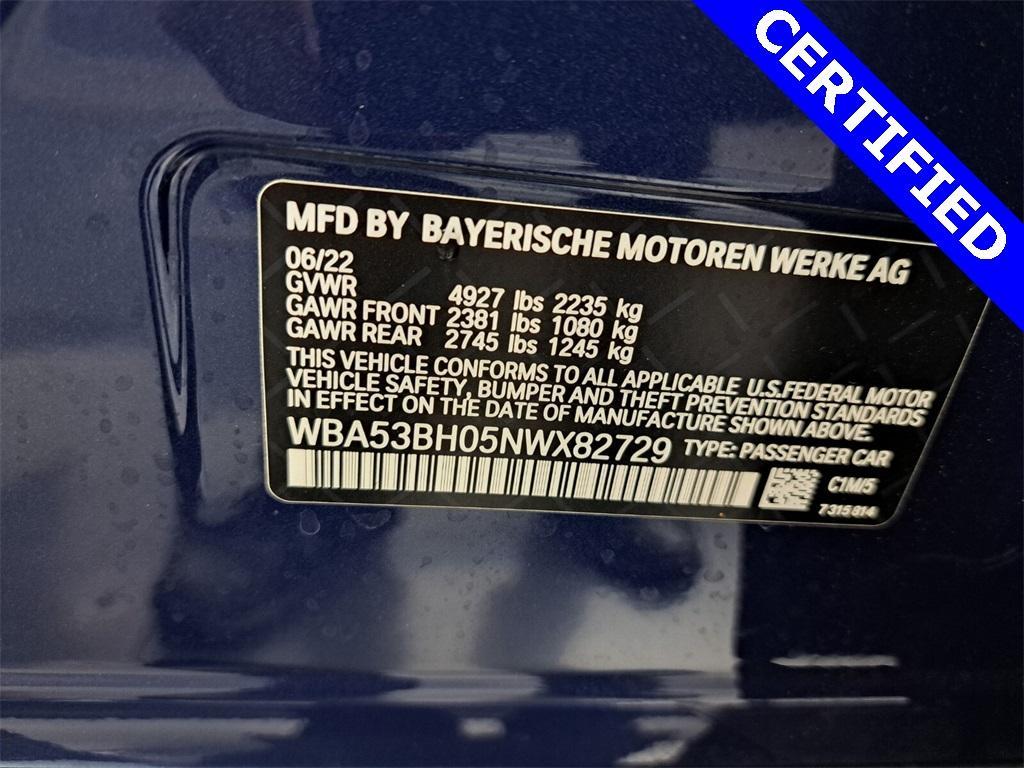 CERTIFIED
MFD BY BAYERISCHE MOTOREN WERKE AG
06/22
GVWR 4927 lbs 2235 kg
GAWR FRONT 2381 lbs 1080 kg
GAWR REAR 2745 lbs 1245 kg
THIS VEHICLE CONFORMS TO ALL APPLICABLE U.S.FEDERAL MOTOR
VEHICLE SAFETY, BUMPER AND THEFT PREVENTION STANDARDS
IN EFFECT ON THE DATE OF MANUFACTURE SHOWN ABOVE.
WBA53BH05NWX82729 TYPE: PASSENGER CAR
C1M/5
7315814